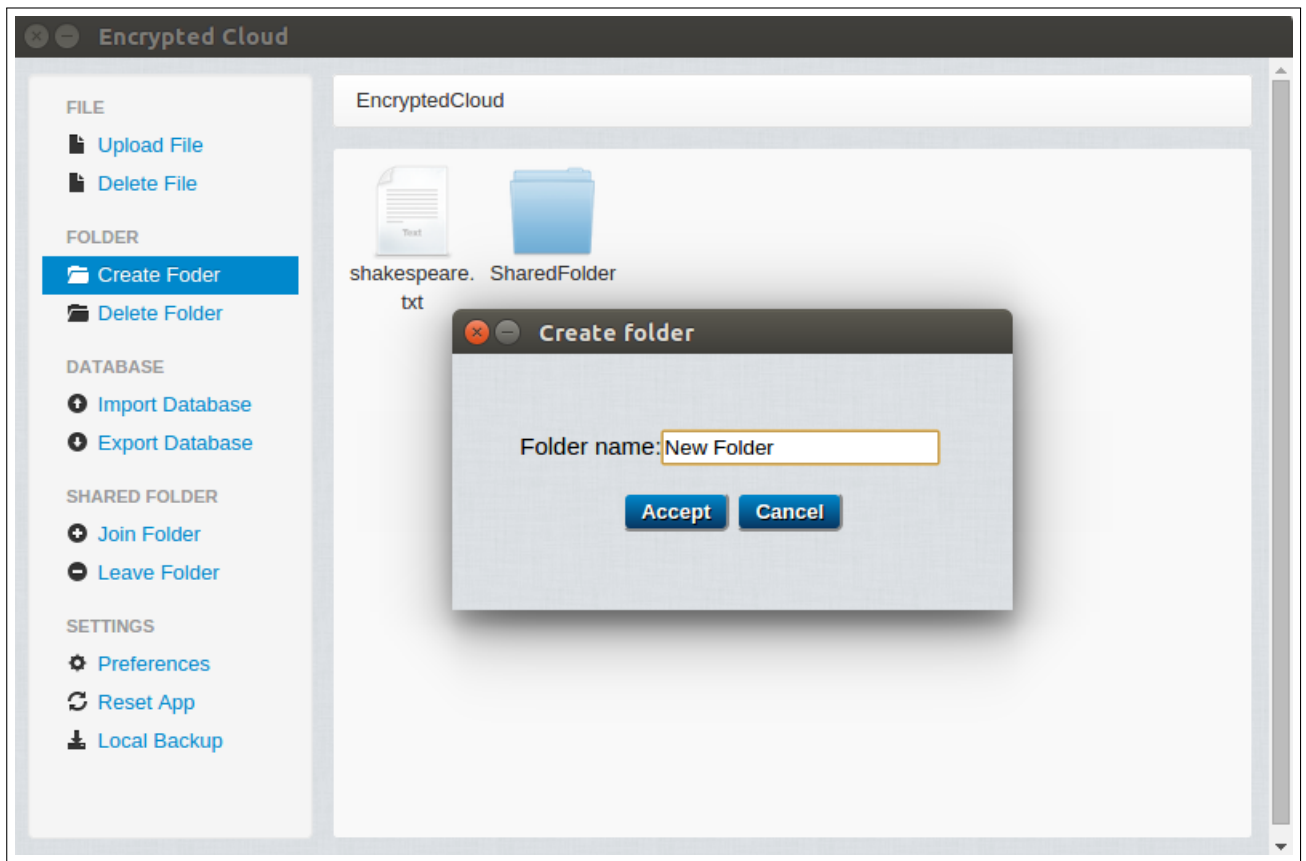 Encrypted Cloud
FILE
Upload File
Delete File
FOLDER
Create Foder
Delete Folder
DATABASE
Import Database
Export Database
SHARED FOLDER
Join Folder
Leave Folder
SETTINGS
Preferences
Reset App
Local Backup
EncryptedCloud
Text
shakespeare.
txt
SharedFolder
Create folder
Folder name:New Folder
Accept Cancel